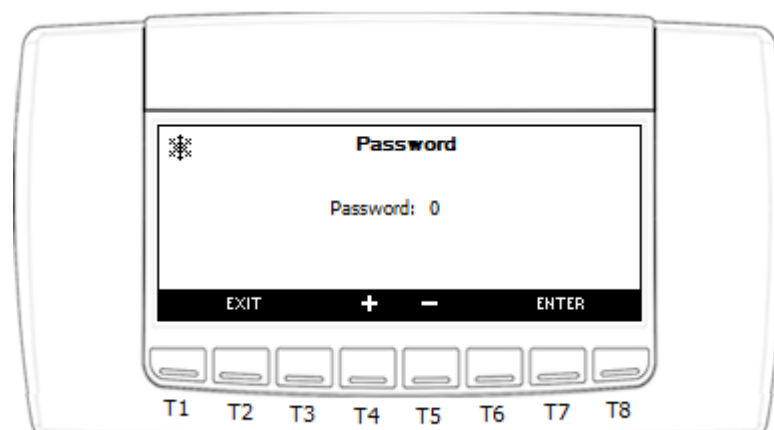 Password
Password: 0
EXIT + − ENTER
T1 T2 T3 T4 T5 T6 T7 T8